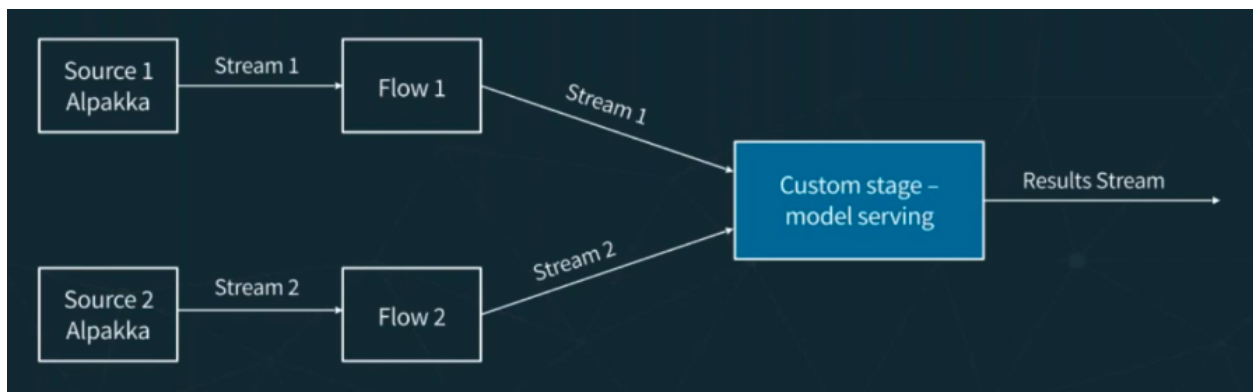 Source 1
Alpakka
Stream 1
Flow 1
Stream 1
Custom stage –
model serving
Results Stream
Source 2
Alpakka
Stream 2
Flow 2
Stream 2